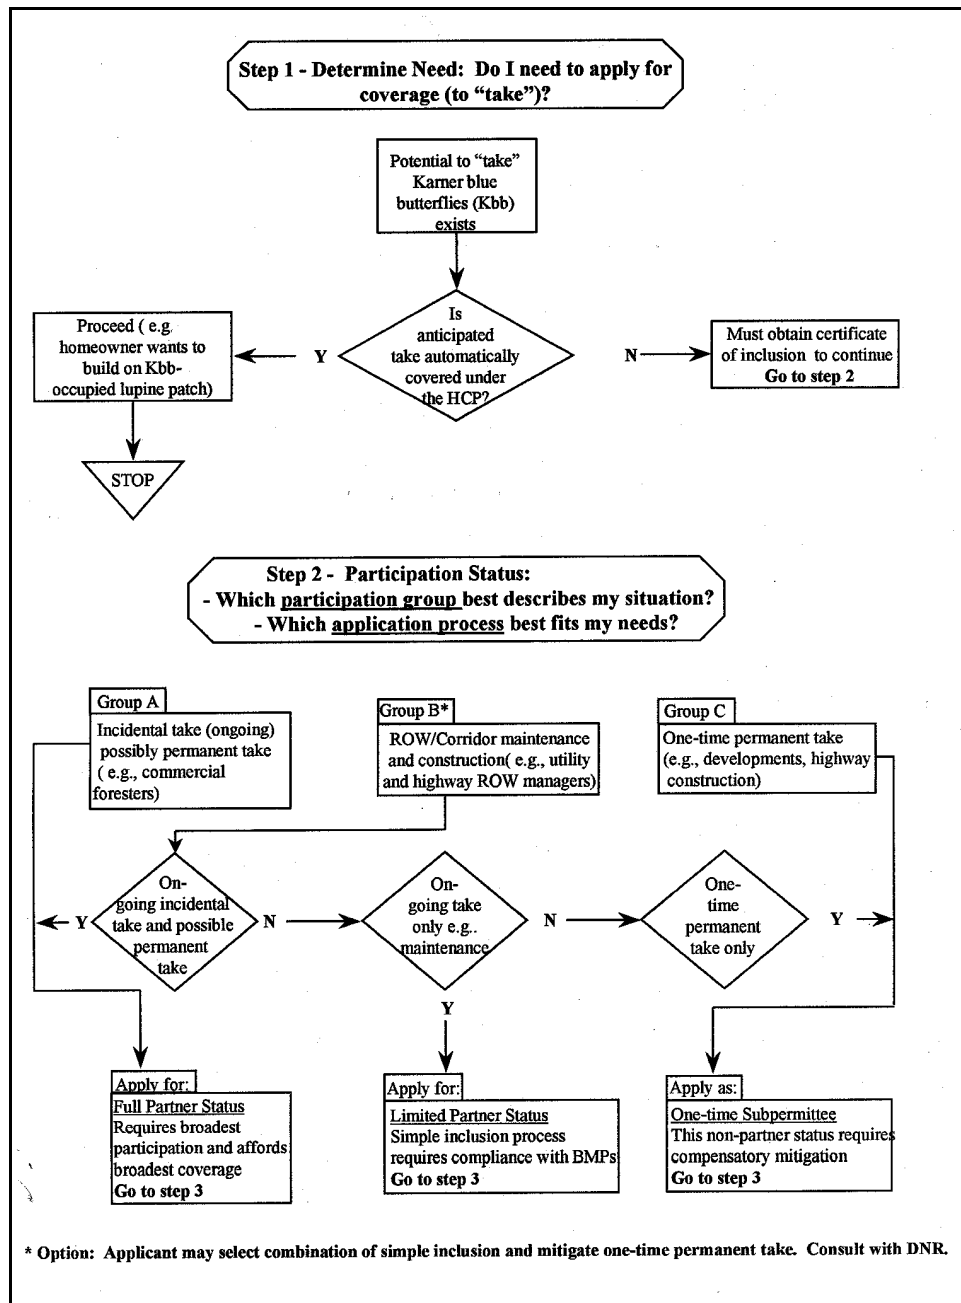 Step 1 - Determine Need: Do I need to apply for
coverage (to “take”)?
Potential to “take”
Karner blue
butterflies (Kbb)
exists
Is
anticipated
take automatically
covered under
the HCP?
Y
N
Proceed ( e.g.
homeowner wants to
build on Kbb-
occupied lupine patch)
STOP
Must obtain certificate
of inclusion to continue
Go to step 2
Step 2 - Participation Status:
- Which participation group best describes my situation?
- Which application process best fits my needs?
Group A
Incidental take (ongoing)
possibly permanent take
( e.g., commercial
foresters)
Group B*
ROW/Corridor maintenance
and construction( e.g., utility
and highway ROW managers)
Group C
One-time permanent take
(e.g., developments, highway
construction)
Y
On-
going incidental
take and possible
permanent
take
N
On-
going take
only e.g..
maintenance
N
One-
time
permanent
take only
Y
Y
Apply for:
Full Partner Status
Requires broadest
participation and affords
broadest coverage
Go to step 3
Apply for:
Limited Partner Status
Simple inclusion process
requires compliance with BMPs
Go to step 3
Apply as:
One-time Subpermittee
This non-partner status requires
compensatory mitigation
Go to step 3
* Option: Applicant may select combination of simple inclusion and mitigate one-time permanent take. Consult with DNR.